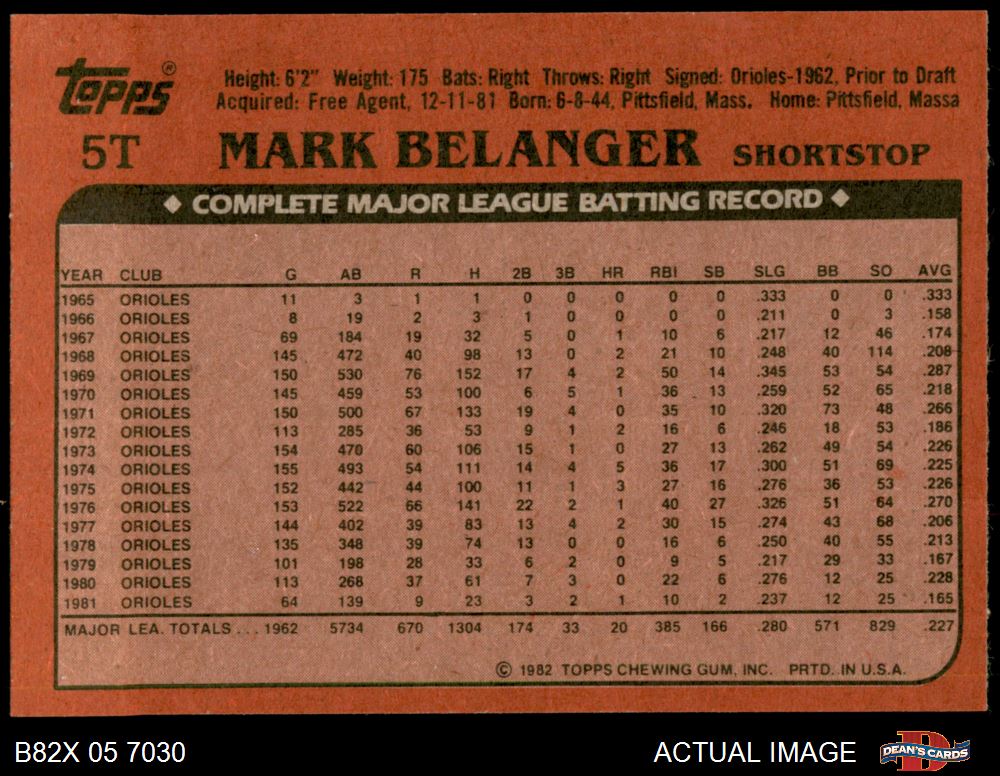 topps®
Height: 6'2" Weight: 175 Bats: Right Throws: Right Signed: Orioles-1962, Prior to Draft
Acquired: Free Agent, 12-11-81 Born: 6-8-44, Pittsfield, Mass. Home: Pittsfield, Massa
5T MARK BELANGER SHORTSTOP
◆ COMPLETE MAJOR LEAGUE BATTING RECORD ◆
YEAR CLUB G AB R H 2B 3B HR RBI SB SLG BB SO AVG
1965 ORIOLES 11 3 1 1 0 0 0 0 0 .333 0 0 .333
1966 ORIOLES 8 19 2 3 1 0 0 0 0 .211 0 3 .158
1967 ORIOLES 69 184 19 32 5 0 1 10 6 .217 12 46 .174
1968 ORIOLES 145 472 40 98 13 0 2 21 10 .248 40 114 .208
1969 ORIOLES 150 530 76 152 17 4 2 50 14 .345 53 54 .287
1970 ORIOLES 145 459 53 100 6 5 1 36 13 .259 52 65 .218
1971 ORIOLES 150 500 67 133 19 4 0 35 10 .320 73 48 .266
1972 ORIOLES 113 285 36 53 9 1 2 16 6 .246 18 53 .186
1973 ORIOLES 154 470 60 106 15 1 0 27 13 .262 49 54 .226
1974 ORIOLES 155 493 54 111 14 4 5 36 17 .300 51 69 .225
1975 ORIOLES 152 442 44 100 11 1 3 27 16 .276 36 53 .226
1976 ORIOLES 153 522 66 141 22 2 1 40 27 .326 51 64 .270
1977 ORIOLES 144 402 39 83 13 4 2 30 15 .274 43 68 .206
1978 ORIOLES 135 348 39 74 13 0 0 16 6 .250 40 55 .213
1979 ORIOLES 101 198 28 33 6 2 0 9 5 .217 29 33 .167
1980 ORIOLES 113 268 37 61 7 3 0 22 6 .276 12 25 .228
1981 ORIOLES 64 139 9 23 3 2 1 10 2 .237 12 25 .165
MAJOR LEA. TOTALS ... 1962 5734 670 1304 174 33 20 385 166 .280 571 829 .227
© 1982 TOPPS CHEWING GUM, INC. PRTD. IN U.S.A.
B82X 05 7030 ACTUAL IMAGE D DEAN'S CARDS